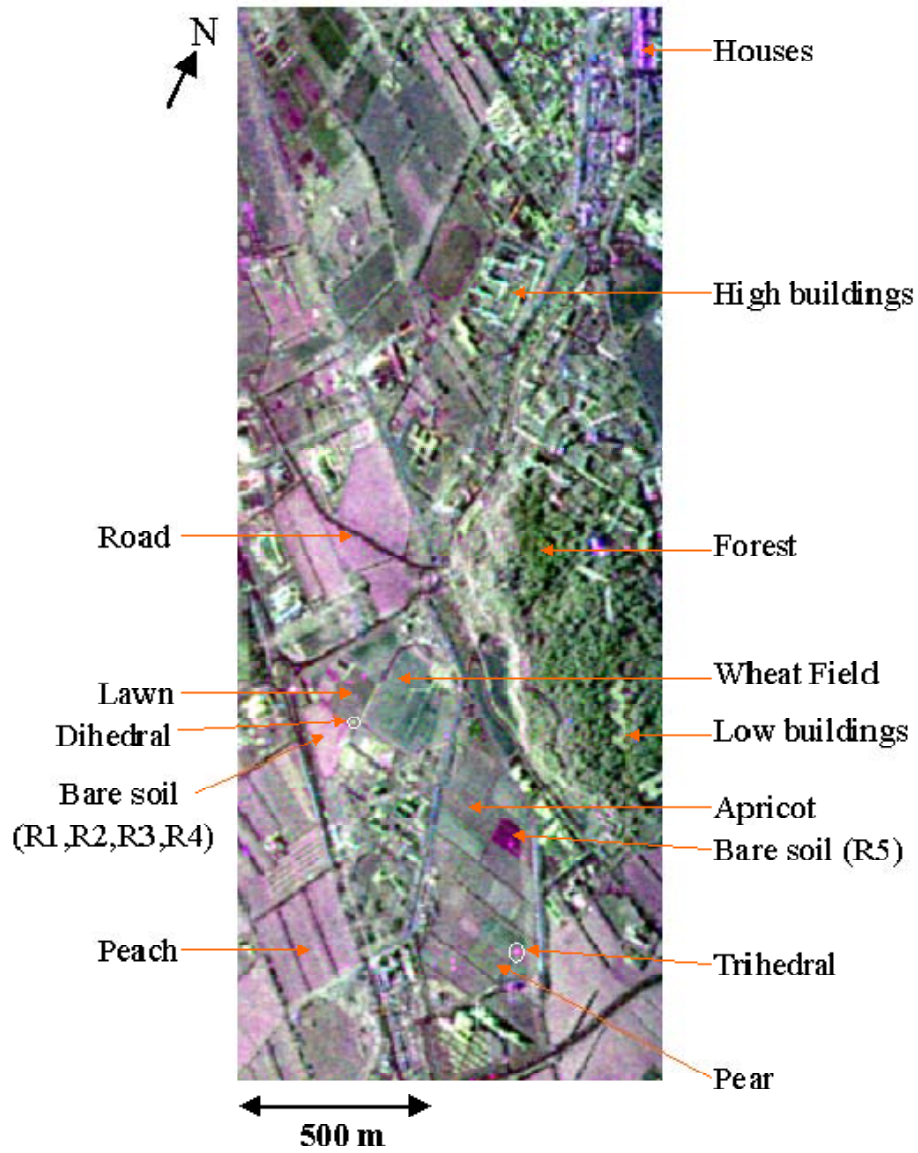 N
Houses
High buildings
Road
Forest
Wheat Field
Lawn
Dihedral
Low buildings
Bare soil
(R1,R2,R3,R4)
Apricot
Bare soil (R5)
Peach
Trihedral
Pear
500 m